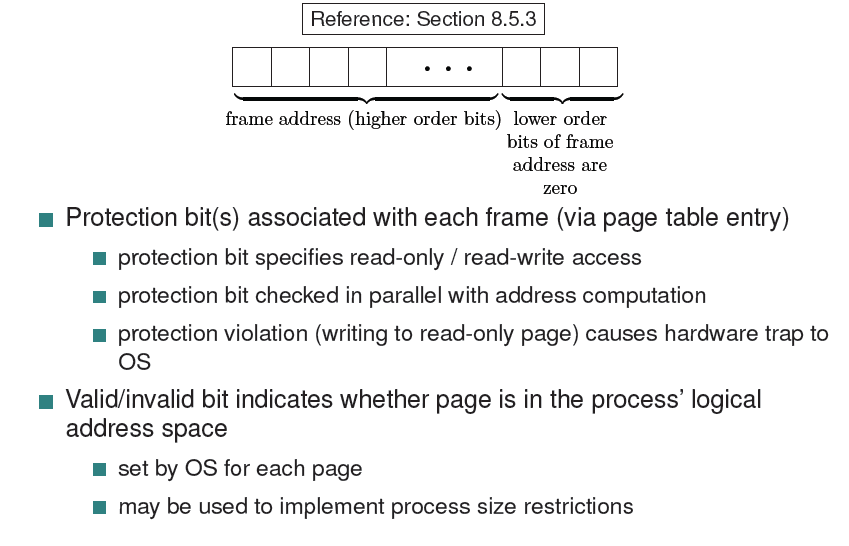 Reference: Section 8.5.3
. . .
frame address (higher order bits)
lower order
bits of frame
address are
zero
Protection bit(s) associated with each frame (via page table entry)
protection bit specifies read-only / read-write access
protection bit checked in parallel with address computation
protection violation (writing to read-only page) causes hardware trap to
OS
Valid/invalid bit indicates whether page is in the process’ logical
address space
set by OS for each page
may be used to implement process size restrictions